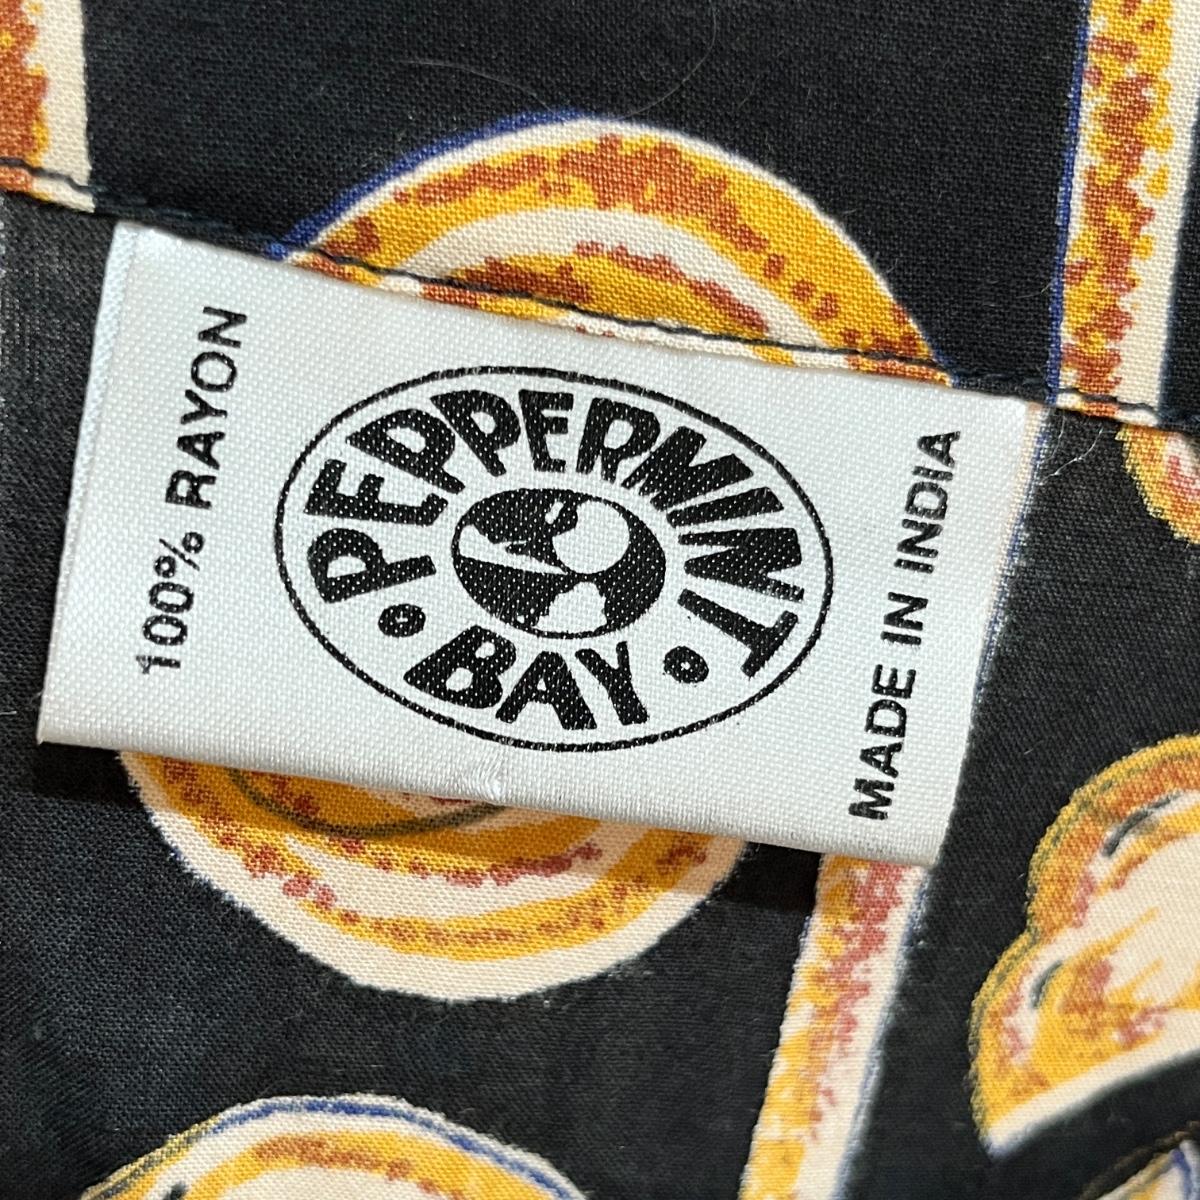 100% RAYON
PEPPERMINT
BAY
MADE IN INDIA